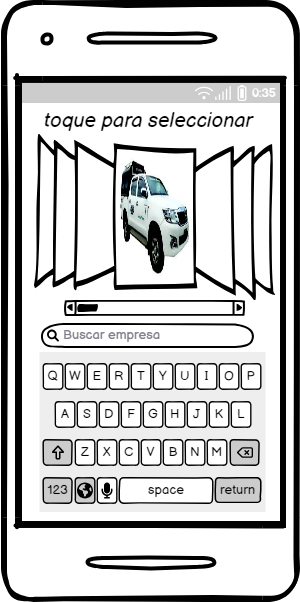 0:35
toque para seleccionar
Buscar empresa
Q W E R T Y U I O P
A S D F G H J K L
Z X C V B N M
123 space return